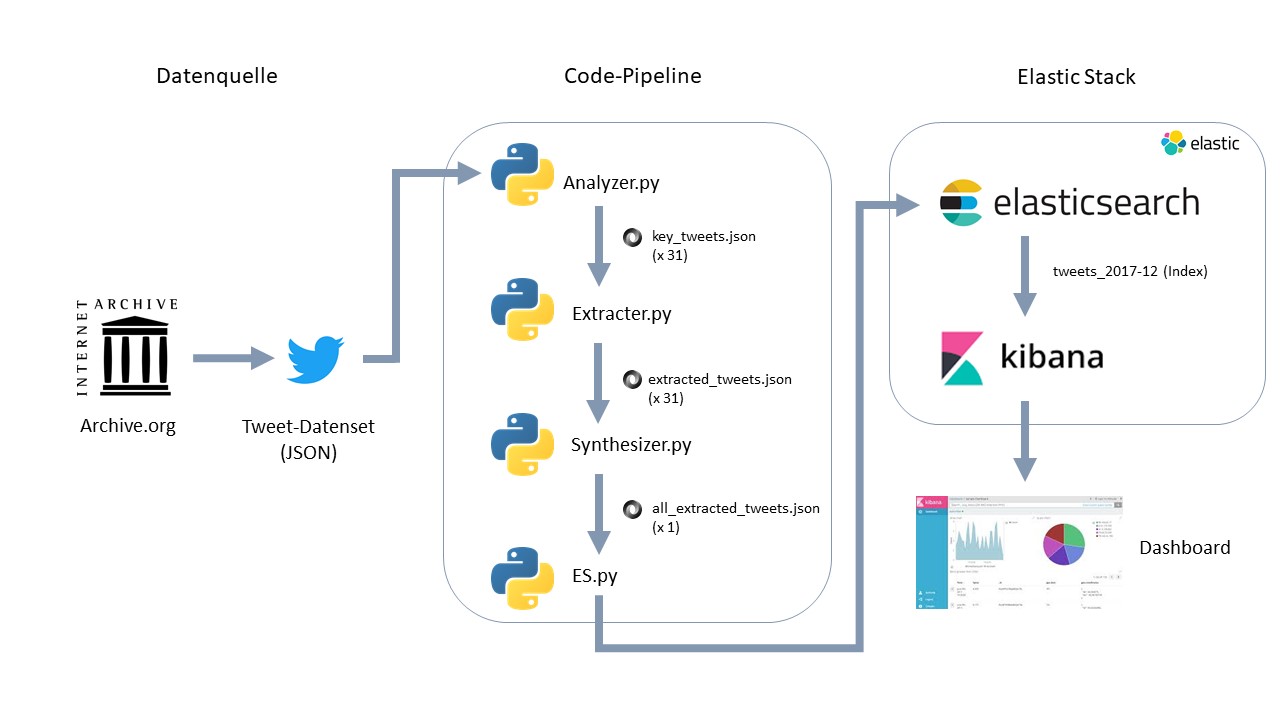 Datenquelle
Code-Pipeline
Elastic Stack
elastic
Analyzer.py
elasticsearch
key_tweets.json
(x 31)
tweets_2017-12 (Index)
INTERNET
ARCHIVE
Extracter.py
kibana
extracted_tweets.json
(x 31)
Archive.org
Tweet-Datenset
(JSON)
Synthesizer.py
all_extracted_tweets.json
(x 1)
kibana
Dashboard
ES.py